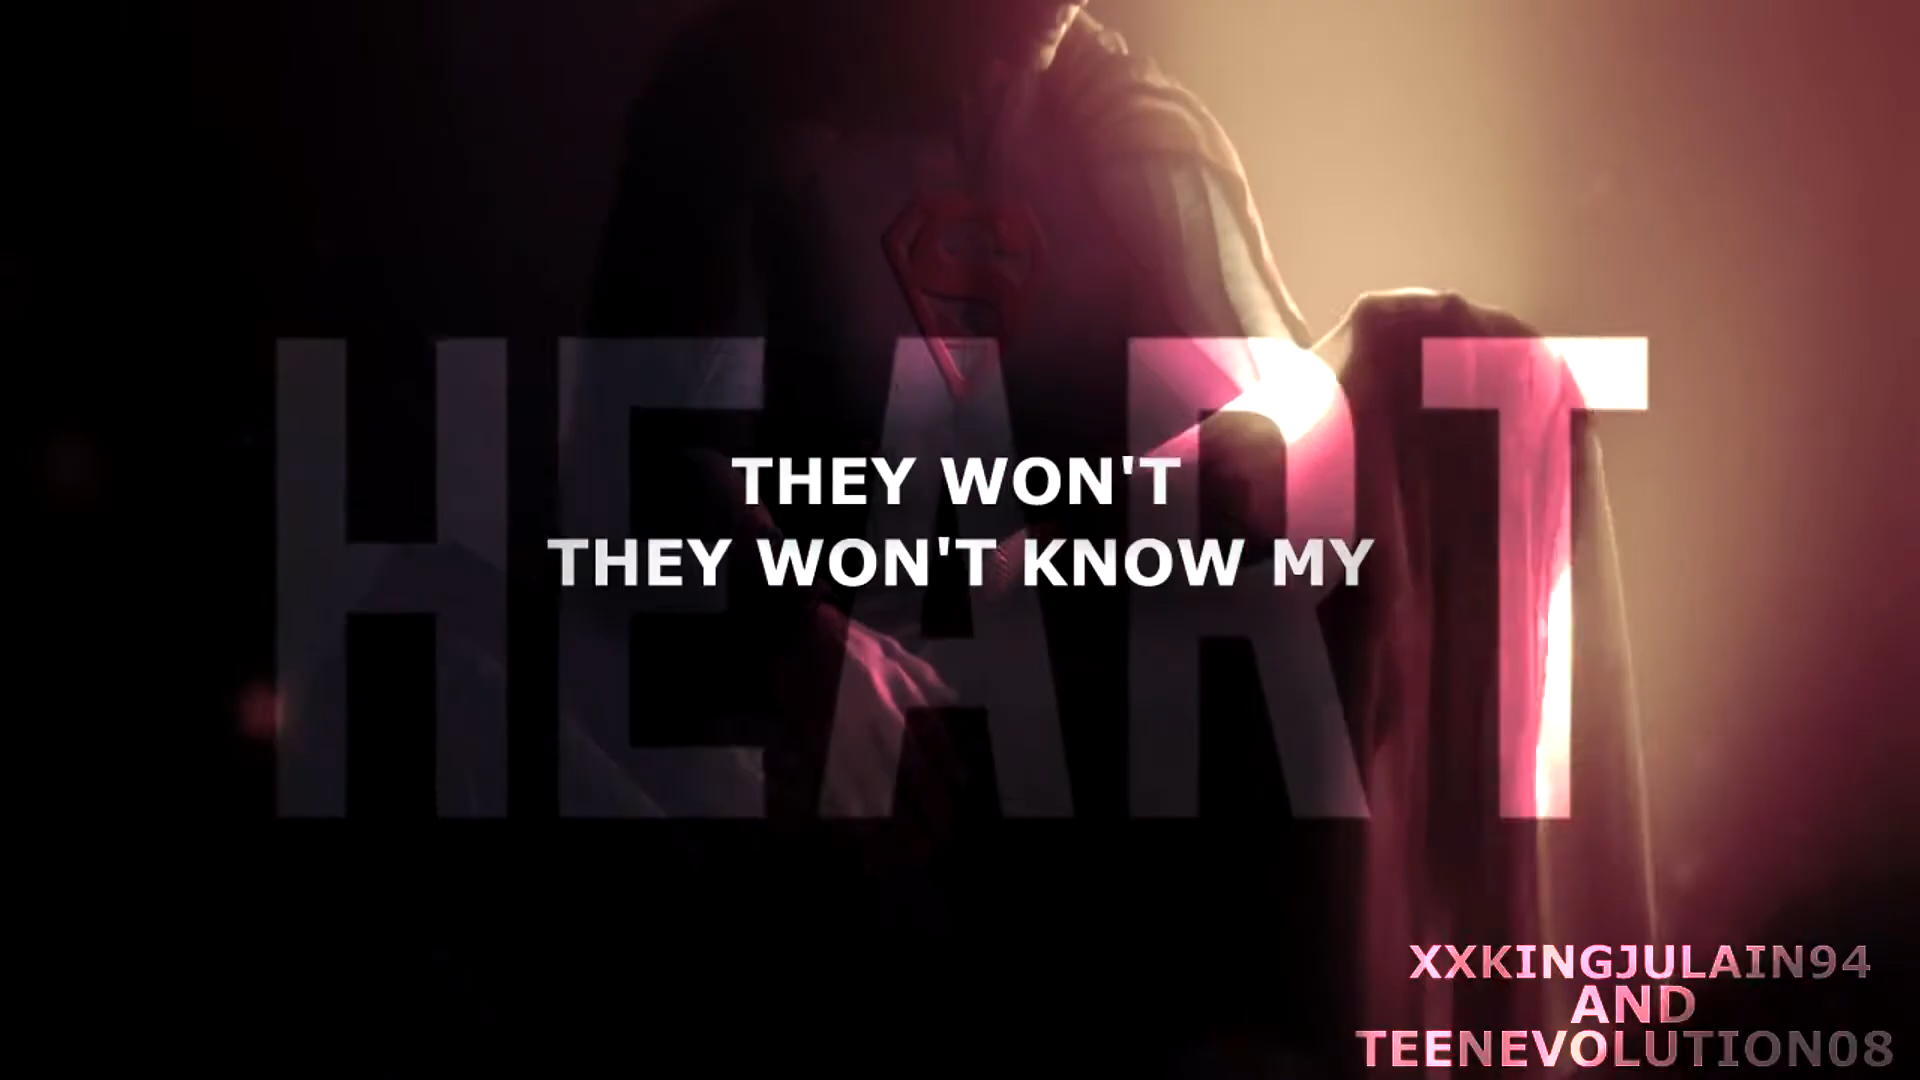 THEY WON'T
THEY WON'T KNOW MY
HEART
XXKINGJULAIN94
AND
TEENEVOLUTION08